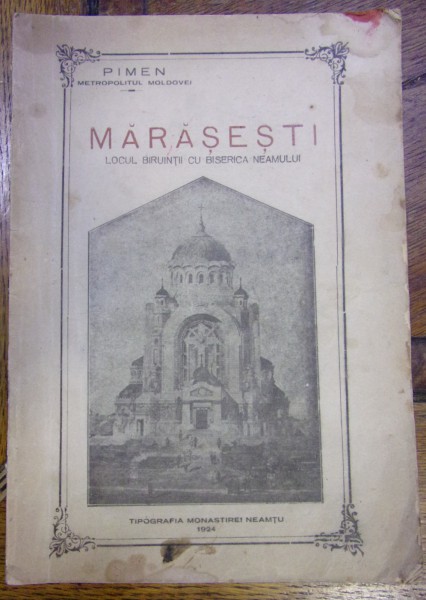 PIMEN
METROPOLITUL MOLDOVEI
MĂRĂȘEȘTI
LOCUL BIRUINȚII CU BISERICA NEAMULUI
TIPOGRAFIA MONASTIREI NEAMȚU
1924